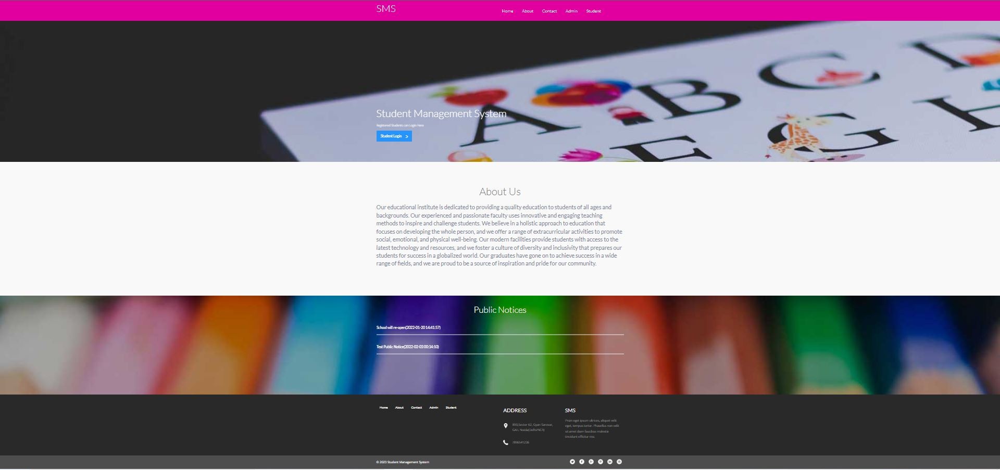 SMS
Home About Contact Admin Student
A B C D
E G H
Student Management System
Registered Students can Login Here
Student Login >
About Us
Our educational institute is dedicated to providing a quality education to students of all ages and
backgrounds. Our experienced and passionate faculty uses innovative and engaging teaching
methods to inspire and challenge students. We believe in a holistic approach to education that
focuses on developing the whole person, and we offer a range of extracurricular activities to promote
social, emotional, and physical well-being. Our modern facilities provide students with access to the
latest technology and resources, and we foster a culture of diversity and inclusivity that prepares our
students for success in a globalized world. Our graduates have gone on to achieve success in a wide
range of fields, and we are proud to be a source of inspiration and pride for our community.
Public Notices
School will re-open(2022-01-20 14:41:57)
Test Public Notice(2022-02-03 00:34:10)
Home About Contact Admin Student
ADDRESS
890,Sector 62, Gyan Sarovar,
GAIL Noida(Delhi/NCR)
7896541236
SMS
Proin eget ipsum ultrices, aliquet velit
eget, tempus tortor. Phasellus non velit
sit amet diam faucibus molestie
tincidunt efficitur nisi.
© 2023 Student Management System